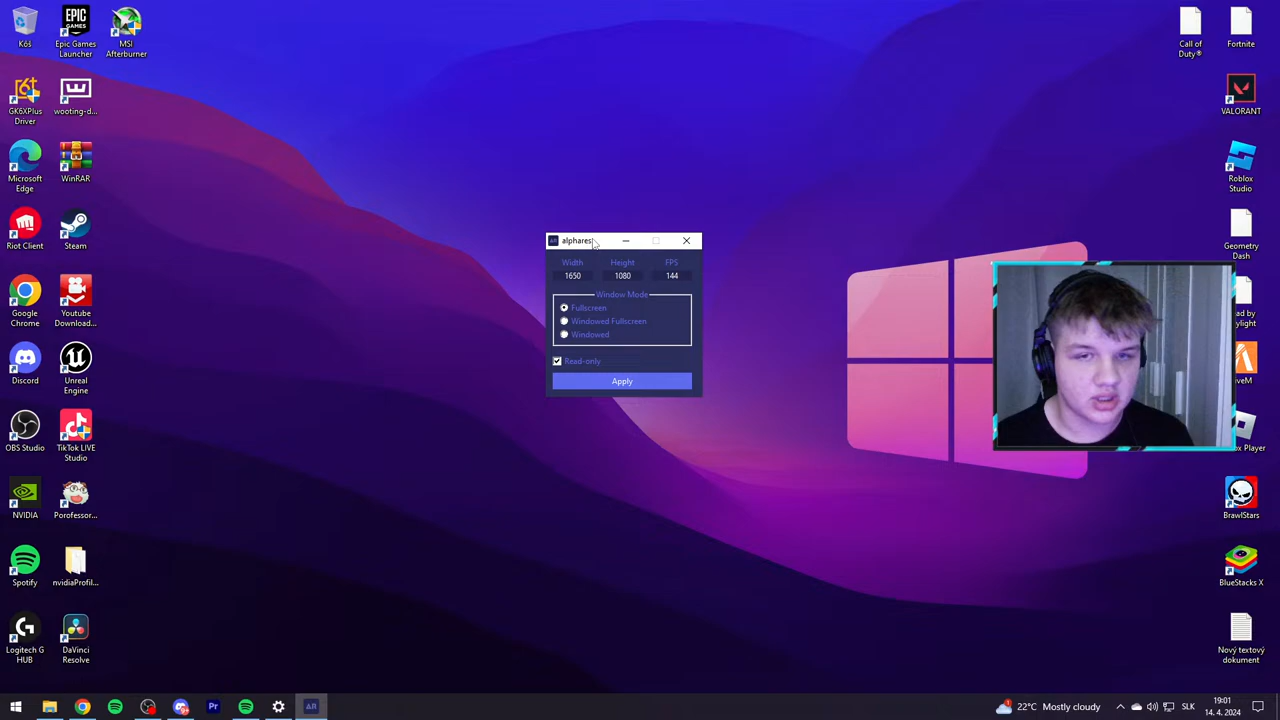 Kôš
Epic Games
Launcher
MSI
Afterburner
GK6XPlus
Driver
wooting-d...
Microsoft
Edge
WinRAR
Riot Client
Steam
Google
Chrome
Youtube
Download...
Discord
Unreal
Engine
OBS Studio
TikTok LIVE
Studio
NVIDIA
Porofessor...
Spotify
nvidiaProfil...
Logitech G
HUB
DaVinci
Resolve
alphares
Width
Height
FPS
1650
1080
144
Window Mode
Fullscreen
Windowed Fullscreen
Windowed
Read-only
Apply
Call of
Duty®
Fortnite
VALORANT
Roblox
Studio
Geometry
Dash
BrawlStars
BlueStacks X
Nový textový
dokument
22°C Mostly cloudy
SLK
19:01
14. 4. 2024